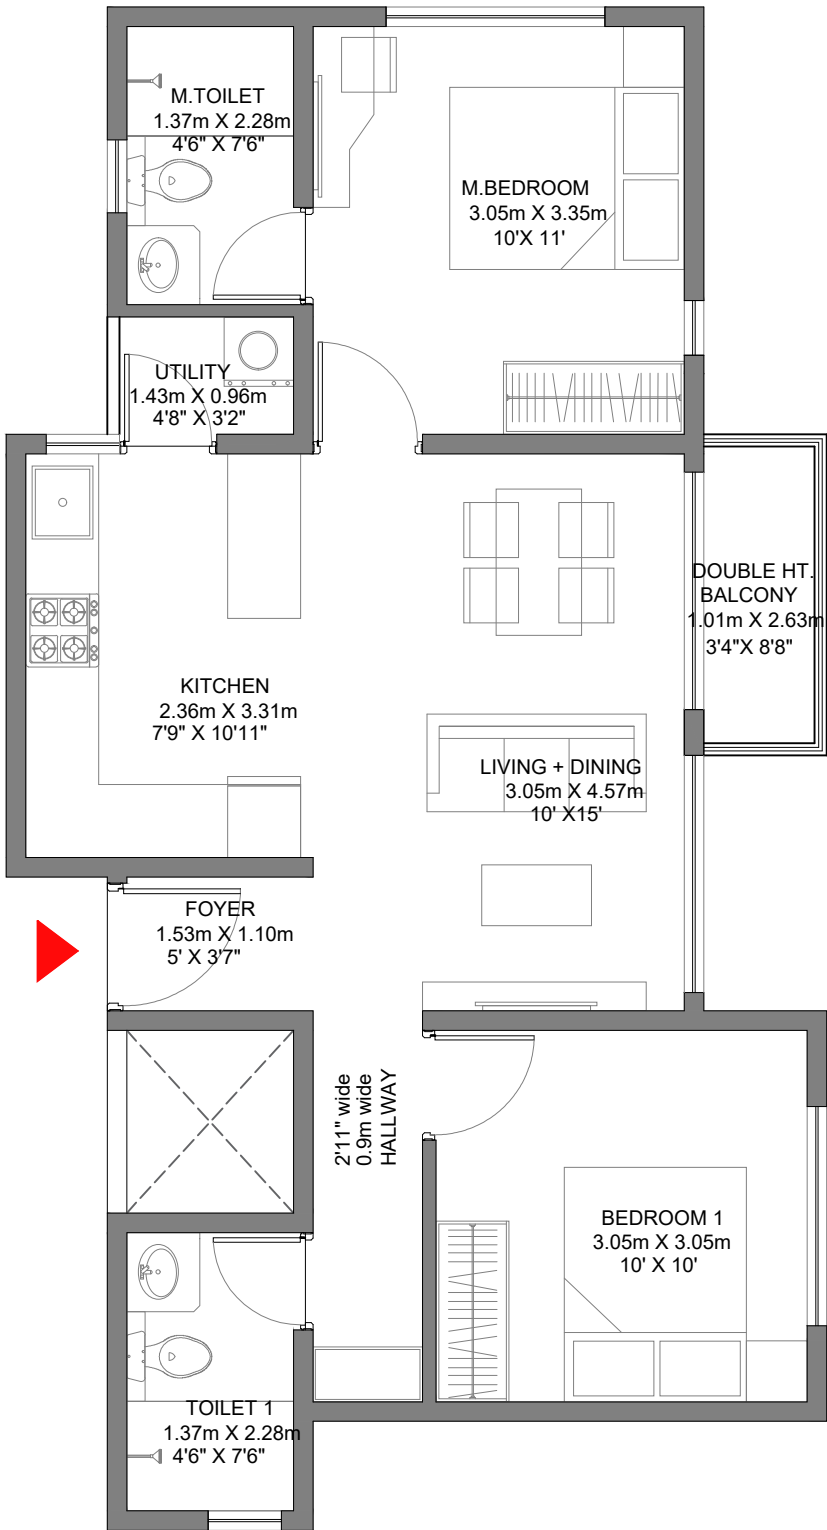 M.TOILET
1.37m X 2.28m
4'6" X 7'6"
M.BEDROOM
3.05m X 3.35m
10'X 11'
UTILITY
1.43m X 0.96m
4'8" X 3'2"
DOUBLE HT.
BALCONY
1.01m X 2.63m
3'4"X 8'8"
KITCHEN
2.36m X 3.31m
7'9" X 10'11"
LIVING + DINING
3.05m X 4.57m
10' X15'
FOYER
1.53m X 1.10m
5' X 3'7"
2'11" wide
0.9m wide
HALLWAY
BEDROOM 1
3.05m X 3.05m
10' X 10'
TOILET 1
1.37m X 2.28m
4'6" X 7'6"